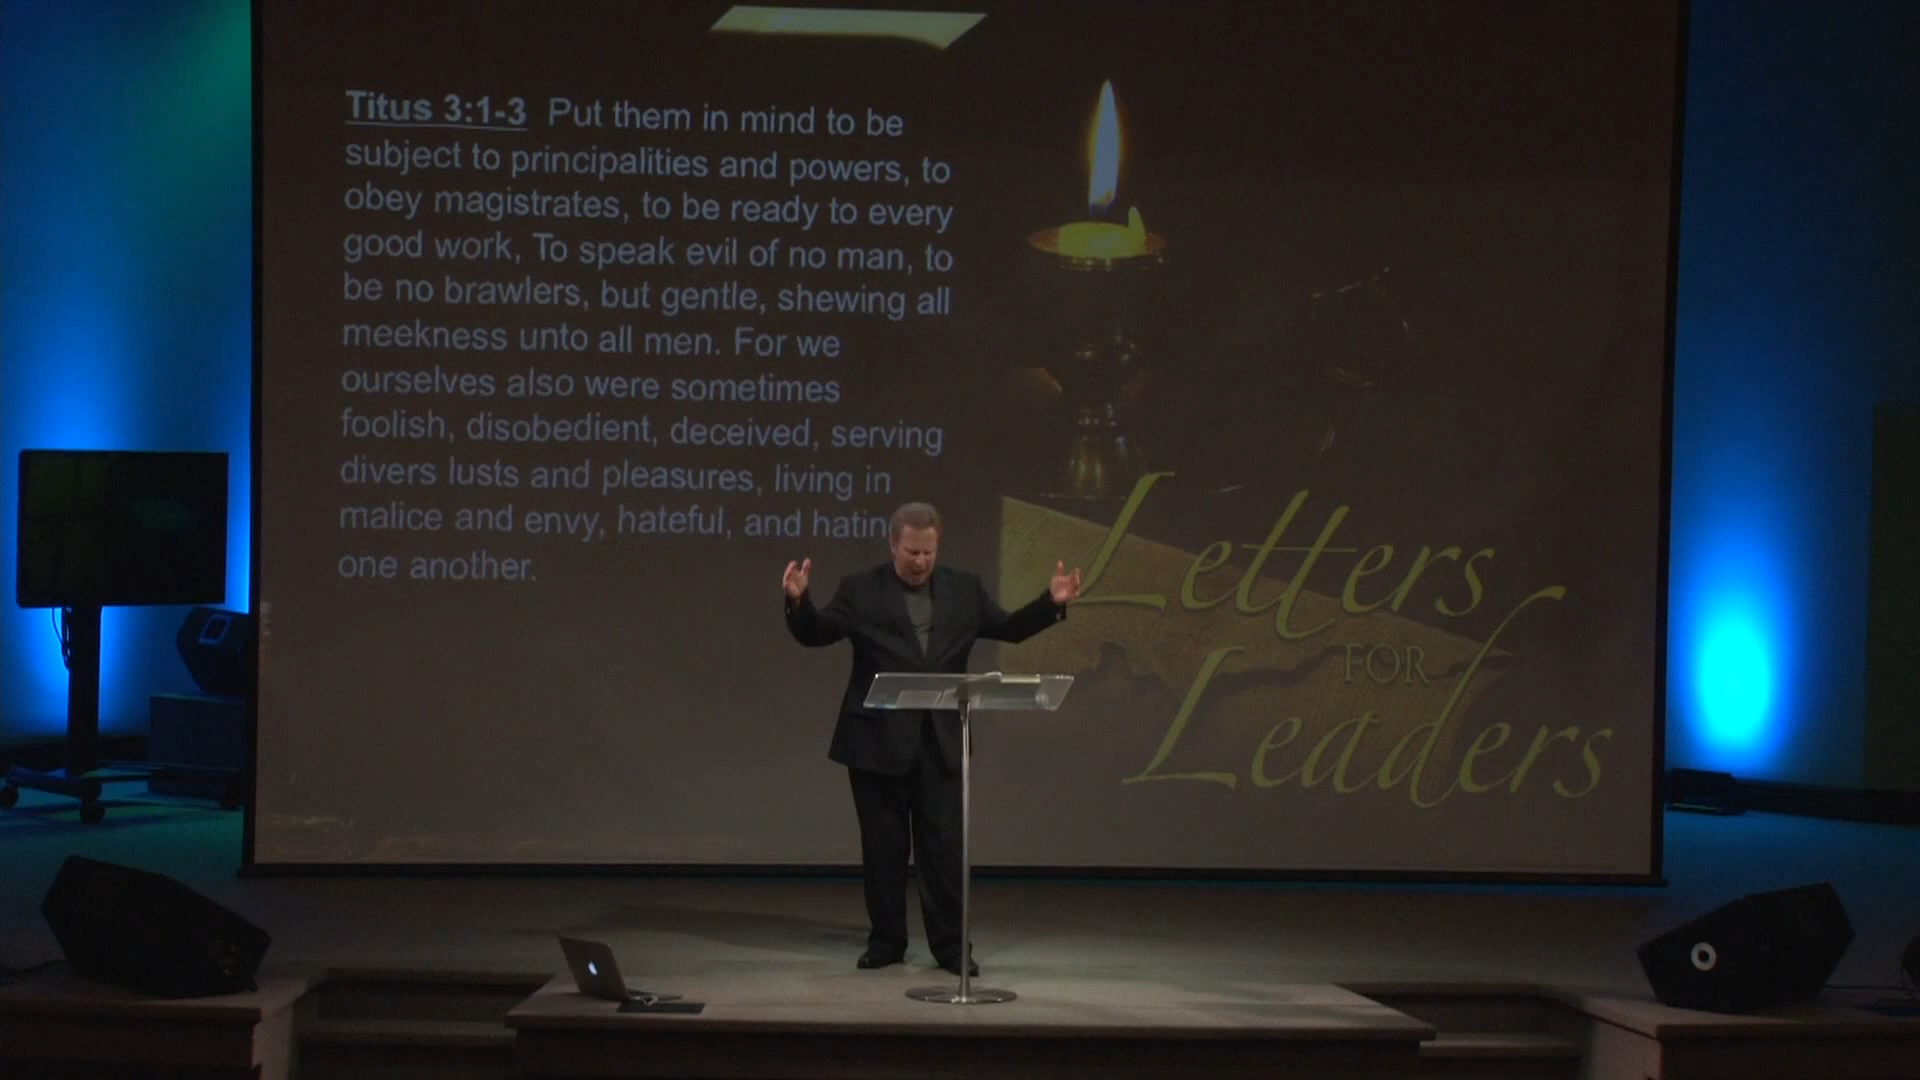 Titus 3:1-3 Put them in mind to be
subject to principalities and powers, to
obey magistrates, to be ready to every
good work, To speak evil of no man, to
be no brawlers, but gentle, shewing all
meekness unto all men. For we
ourselves also were sometimes
foolish, disobedient, deceived, serving
divers lusts and pleasures, living in
malice and envy, hateful, and hating
one another.
Letters
FOR
Leaders